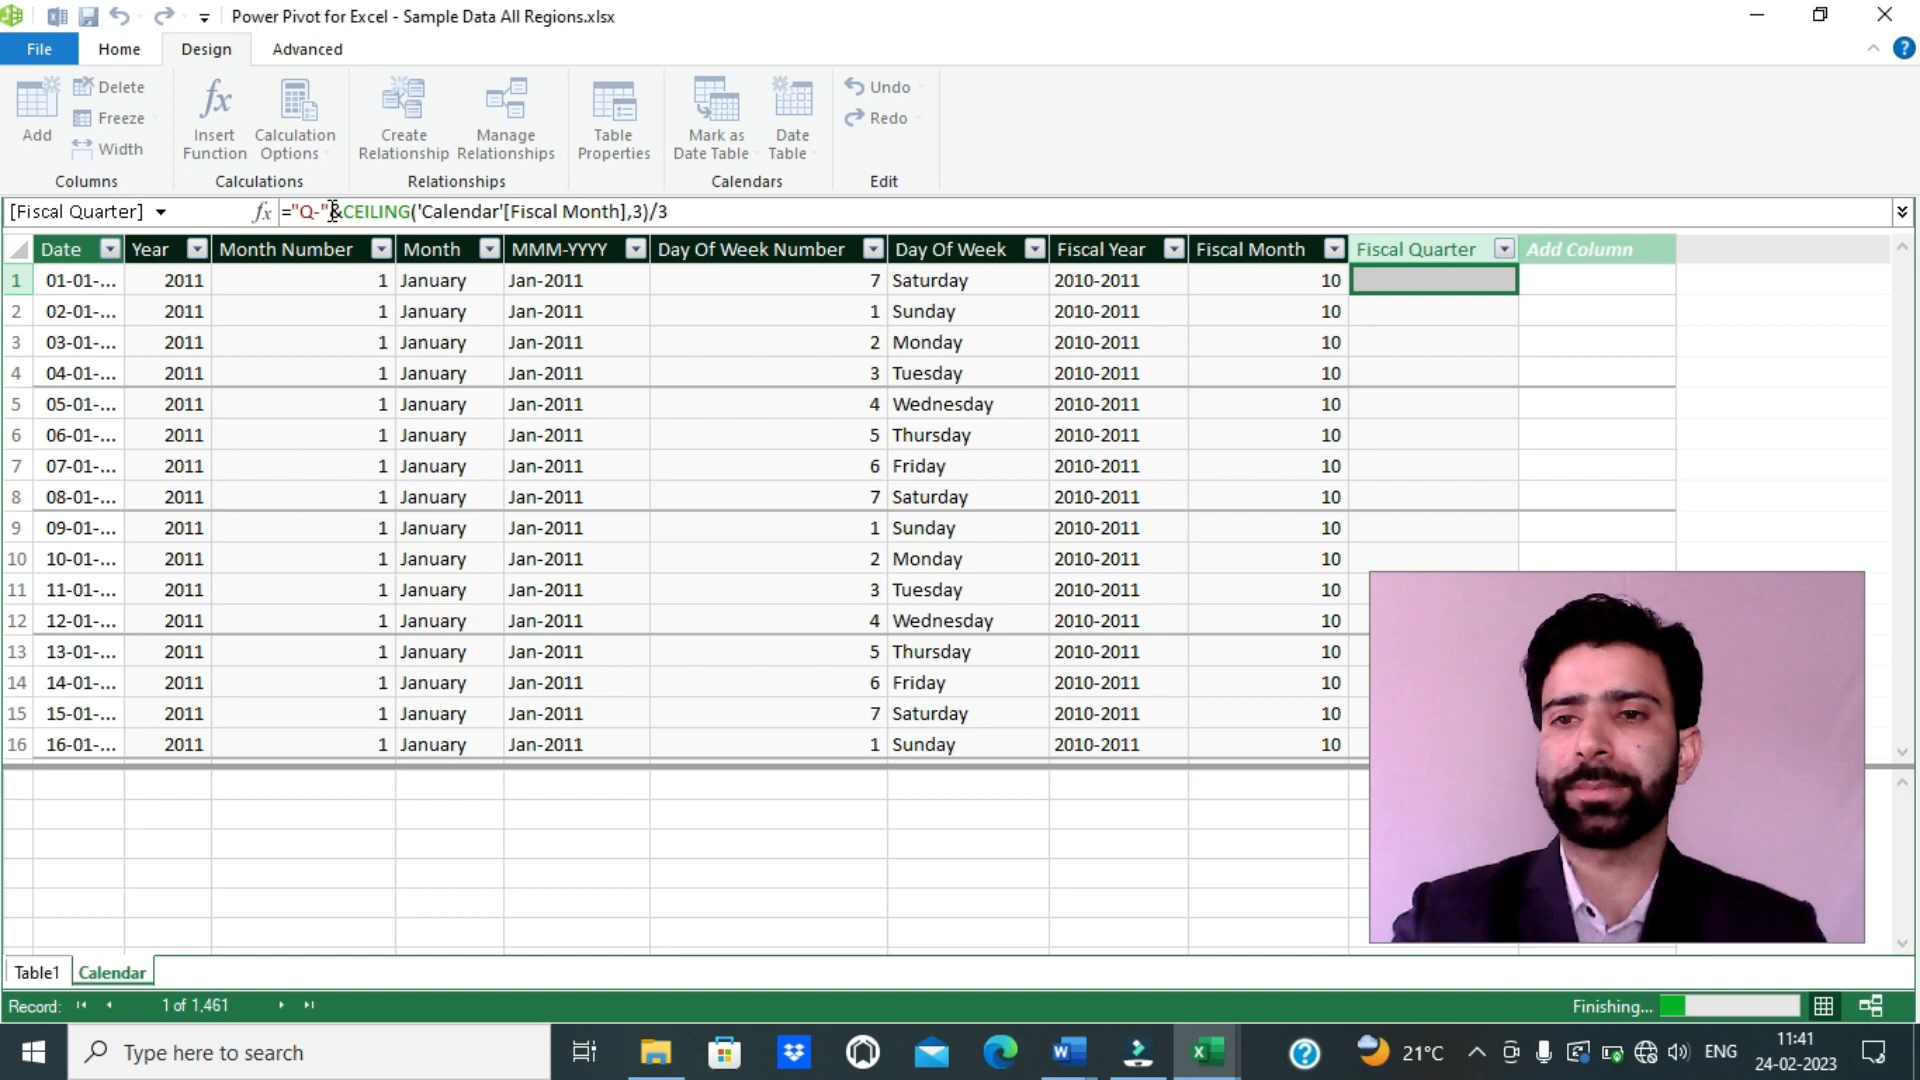 Power Pivot for Excel - Sample Data All Regions.xlsx
File Home Design Advanced
Add
Delete
Freeze
Width
Columns
fx
Insert Function
Calculation Options
Calculations
Create Relationship
Manage Relationships
Relationships
Table Properties
Mark as Date Table
Date Table
Calendars
Undo
Redo
Edit
[Fiscal Quarter] fx ="Q-"&CEILING('Calendar'[Fiscal Month],3)/3
Date Year Month Number Month MMM-YYYY Day Of Week Number Day Of Week Fiscal Year Fiscal Month Fiscal Quarter Add Column
1 01-01-... 2011 1 January Jan-2011 7 Saturday 2010-2011 10
2 02-01-... 2011 1 January Jan-2011 1 Sunday 2010-2011 10
3 03-01-... 2011 1 January Jan-2011 2 Monday 2010-2011 10
4 04-01-... 2011 1 January Jan-2011 3 Tuesday 2010-2011 10
5 05-01-... 2011 1 January Jan-2011 4 Wednesday 2010-2011 10
6 06-01-... 2011 1 January Jan-2011 5 Thursday 2010-2011 10
7 07-01-... 2011 1 January Jan-2011 6 Friday 2010-2011 10
8 08-01-... 2011 1 January Jan-2011 7 Saturday 2010-2011 10
9 09-01-... 2011 1 January Jan-2011 1 Sunday 2010-2011 10
10 10-01-... 2011 1 January Jan-2011 2 Monday 2010-2011 10
11 11-01-... 2011 1 January Jan-2011 3 Tuesday 2010-2011 10
12 12-01-... 2011 1 January Jan-2011 4 Wednesday 2010-2011 10
13 13-01-... 2011 1 January Jan-2011 5 Thursday 2010-2011 10
14 14-01-... 2011 1 January Jan-2011 6 Friday 2010-2011 10
15 15-01-... 2011 1 January Jan-2011 7 Saturday 2010-2011 10
16 16-01-... 2011 1 January Jan-2011 1 Sunday 2010-2011 10
Table1 Calendar
Record: 1 of 1,461 Finishing...
Type here to search
21°C ENG
11:41
24-02-2023